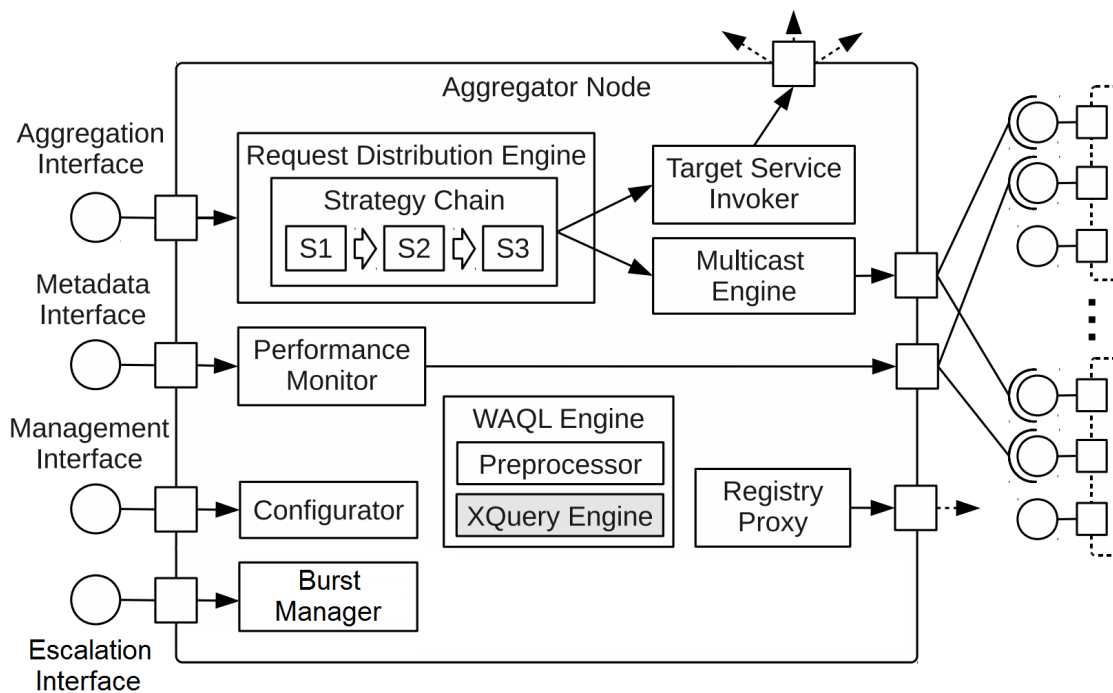 Aggregator Node
Aggregation
Interface
Request Distribution Engine
Strategy Chain
S1
S2
S3
Target Service
Invoker
Multicast
Engine
Metadata
Interface
Performance
Monitor
Management
Interface
WAQL Engine
Preprocessor
XQuery Engine
Configurator
Registry
Proxy
Burst
Manager
Escalation
Interface